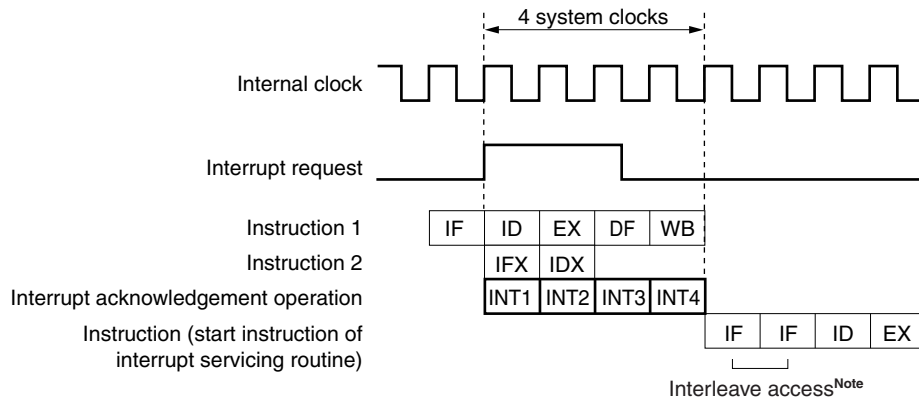 4 system clocks
Internal clock
Interrupt request
Instruction 1 IF ID EX DF WB
Instruction 2 IFX IDX
Interrupt acknowledgement operation INT1 INT2 INT3 INT4
Instruction (start instruction of IF IF ID EX
interrupt servicing routine)
Interleave accessNote